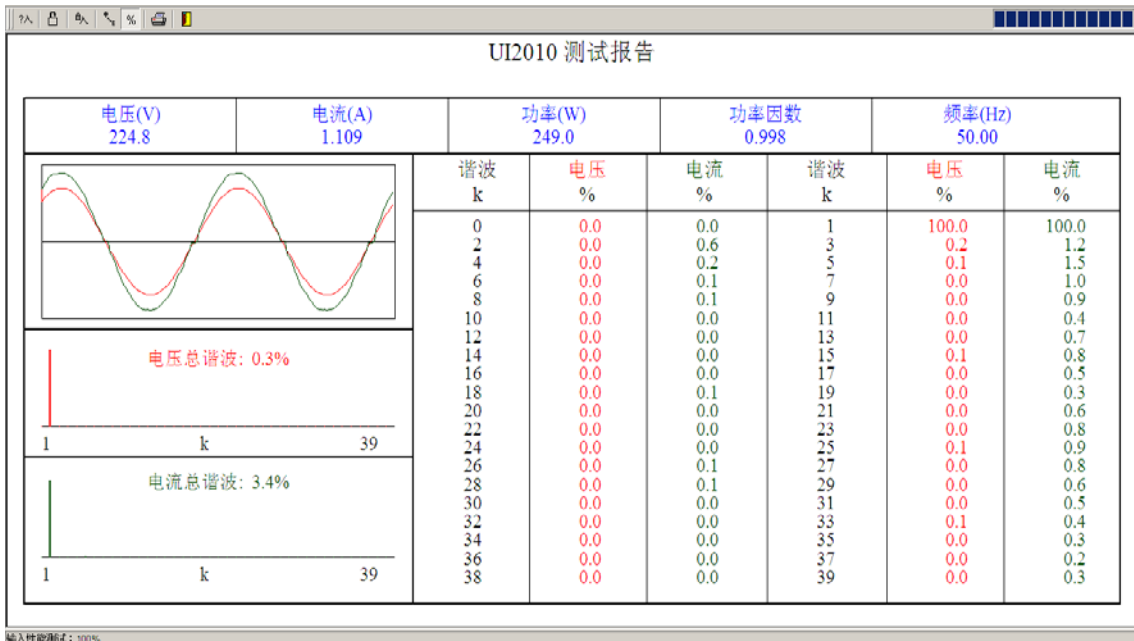 ?入 %
UI2010 测试报告
电压(V) 电流(A) 功率(W) 功率因数 频率(Hz)
224.8 1.109 249.0 0.998 50.00
谐波 电压 电流 谐波 电压 电流
k % % k % %
0 0.0 0.0 1 100.0 100.0
2 0.0 0.6 3 0.2 1.2
4 0.0 0.2 5 0.1 1.5
6 0.0 0.1 7 0.0 1.0
8 0.0 0.1 9 0.0 0.9
10 0.0 0.0 11 0.0 0.4
12 0.0 0.0 13 0.0 0.7
14 0.0 0.0 15 0.1 0.8
16 0.0 0.0 17 0.0 0.5
18 0.0 0.1 19 0.0 0.3
20 0.0 0.0 21 0.0 0.6
22 0.0 0.0 23 0.0 0.8
24 0.0 0.0 25 0.1 0.9
26 0.0 0.1 27 0.0 0.8
28 0.0 0.1 29 0.0 0.6
30 0.0 0.0 31 0.0 0.5
32 0.0 0.0 33 0.1 0.4
34 0.0 0.0 35 0.0 0.3
36 0.0 0.0 37 0.0 0.2
38 0.0 0.0 39 0.0 0.3
电压总谐波: 0.3%
1 k 39
电流总谐波: 3.4%
1 k 39
输入性能测试: 100%